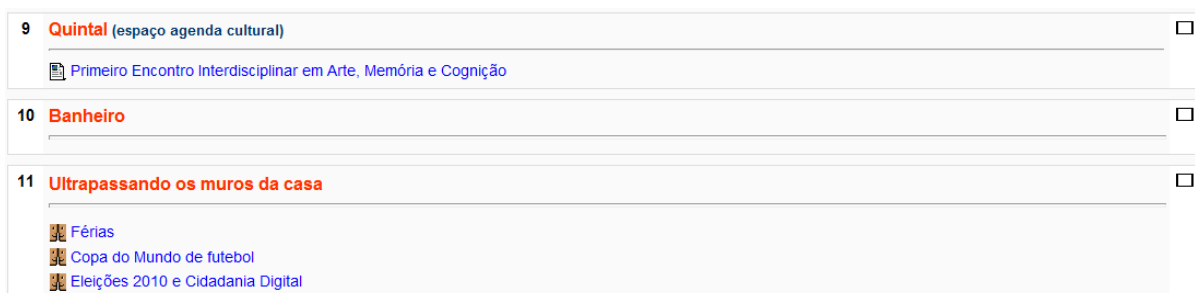 9 Quintal (espaço agenda cultural)
Primeiro Encontro Interdisciplinar em Arte, Memória e Cognição
10 Banheiro
11 Ultrapassando os muros da casa
Férias
Copa do Mundo de futebol
Eleições 2010 e Cidadania Digital